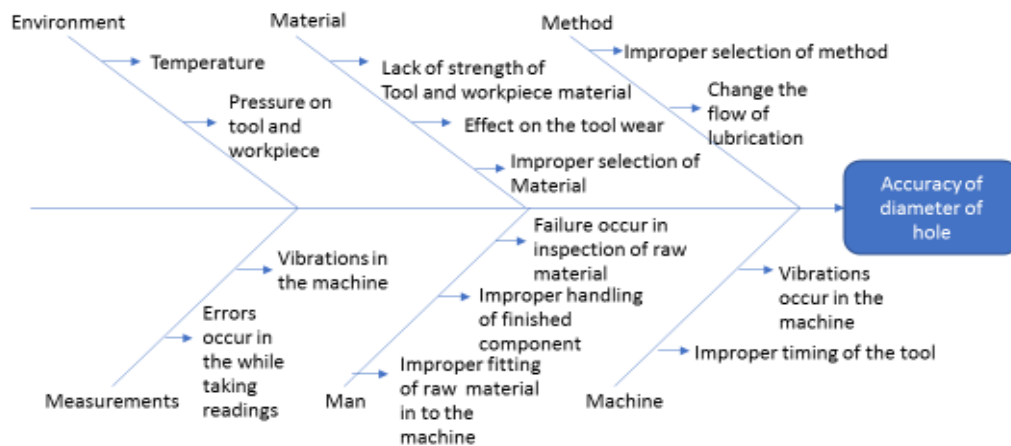 Environment
Material
Method
Temperature
Pressure on
tool and
workpiece
Lack of strength of
Tool and workpiece material
Effect on the tool wear
Improper selection of
Material
Improper selection of method
Change the
flow of
lubrication
Accuracy of
diameter of
hole
Vibrations in
the machine
Errors
occur in
the while
taking
readings
Measurements
Failure occur in
inspection of raw
material
Improper handling
of finished
component
Improper fitting
of raw material
in to the
machine
Man
Vibrations
occur in the
machine
Improper timing of the tool
Machine